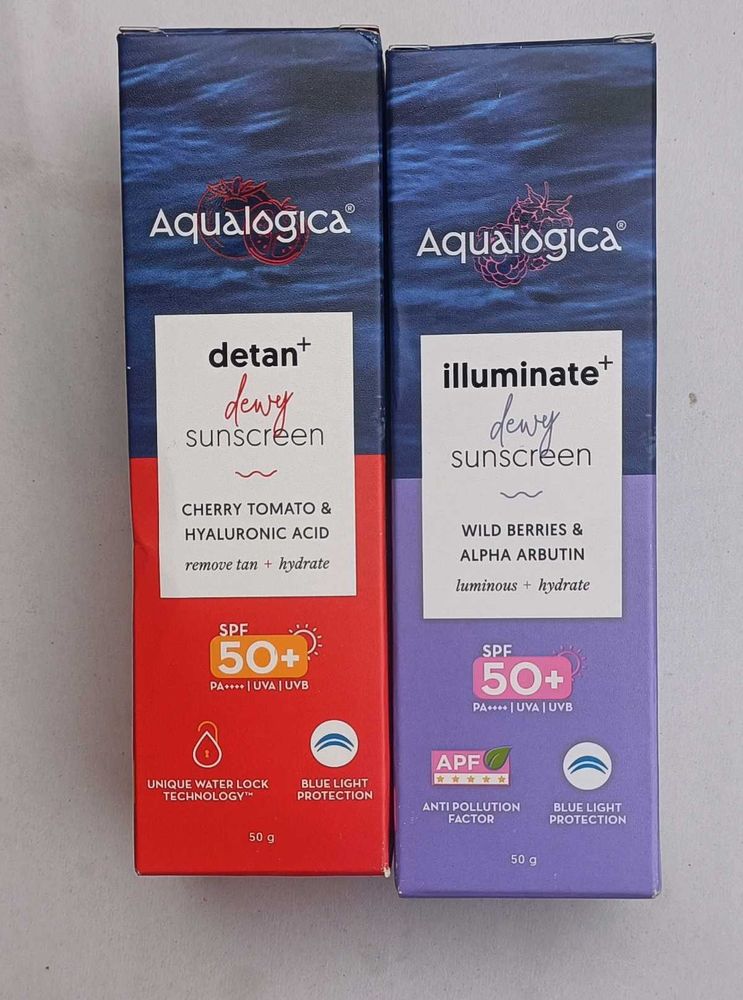 Aqualogica®
detan+
dewy
sunscreen
CHERRY TOMATO &
HYALURONIC ACID
remove tan + hydrate
SPF
50+
PA++++ | UVA | UVB
UNIQUE WATER LOCK
TECHNOLOGY™
BLUE LIGHT
PROTECTION
50 g
Aqualogica®
illuminate+
dewy
sunscreen
WILD BERRIES &
ALPHA ARBUTIN
luminous + hydrate
SPF
50+
PA++++ | UVA | UVB
APF
ANTI POLLUTION
FACTOR
BLUE LIGHT
PROTECTION
50 g